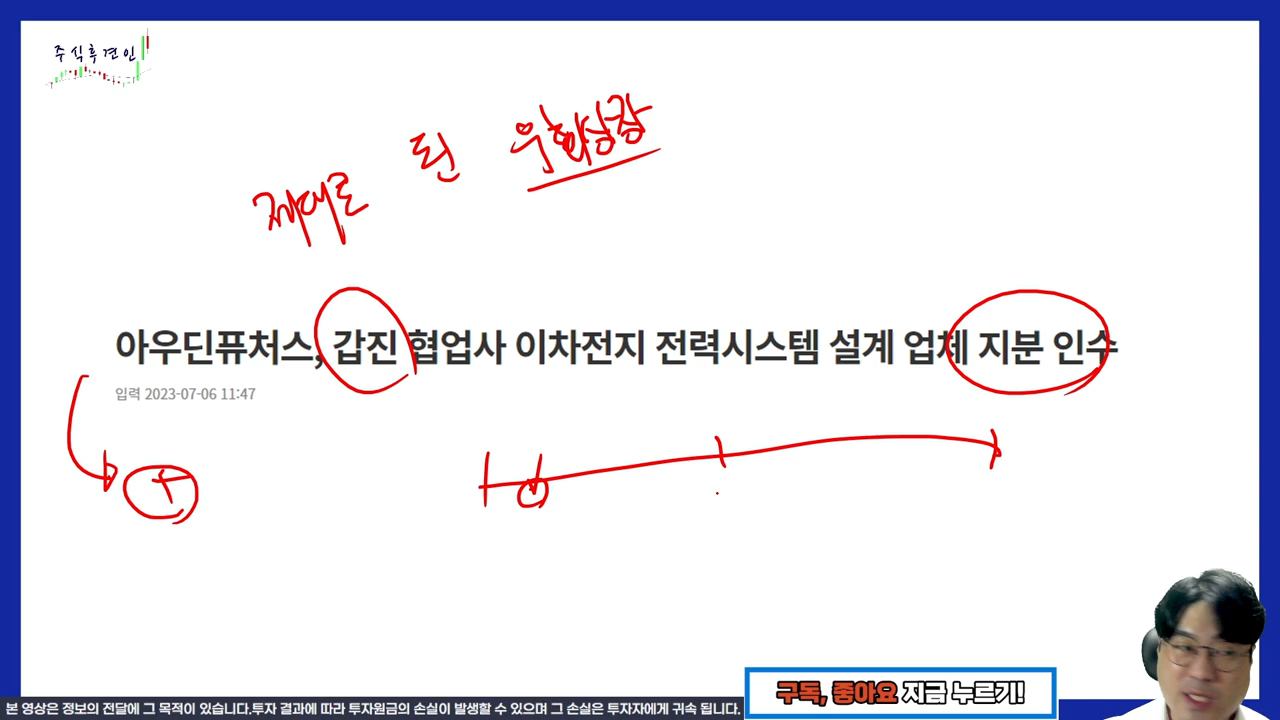 주식후견인
제대로 된 우화상장
아우딘퓨처스, 갑진 협업사 이차전지 전력시스템 설계 업체 지분 인수
입력 2023-07-06 11:47
구독, 좋아요 지금 누르기!
본 영상은 정보의 전달에 그 목적이 있습니다.투자 결과에 따라 투자원금의 손실이 발생할 수 있으며 그 손실은 투자자에게 귀속 됩니다.